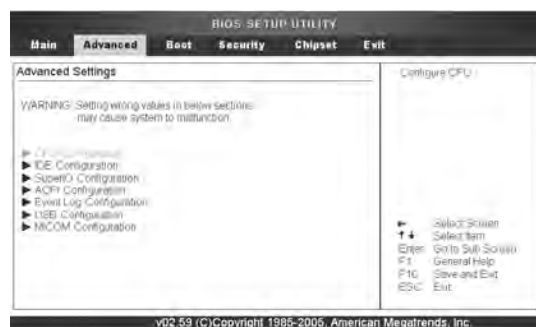 BIOS SETUP UTILITY
Main Advanced Boot Security Chipset Exit
Advanced Settings
WARNING: Setting wrong values in below sections
may cause system to malfunction.
▶ IDE Configuration
▶ SuperIO Configuration
▶ ACPI Configuration
▶ Event Log Configuration
▶ USB Configuration
▶ MICOM Configuration
Configure CPU
← Select Screen
↑↓ Select Item
Enter Go to Sub Screen
F1 General Help
F10 Save and Exit
ESC Exit
v02.59 (C)Copyright 1985-2005, American Megatrends, Inc.